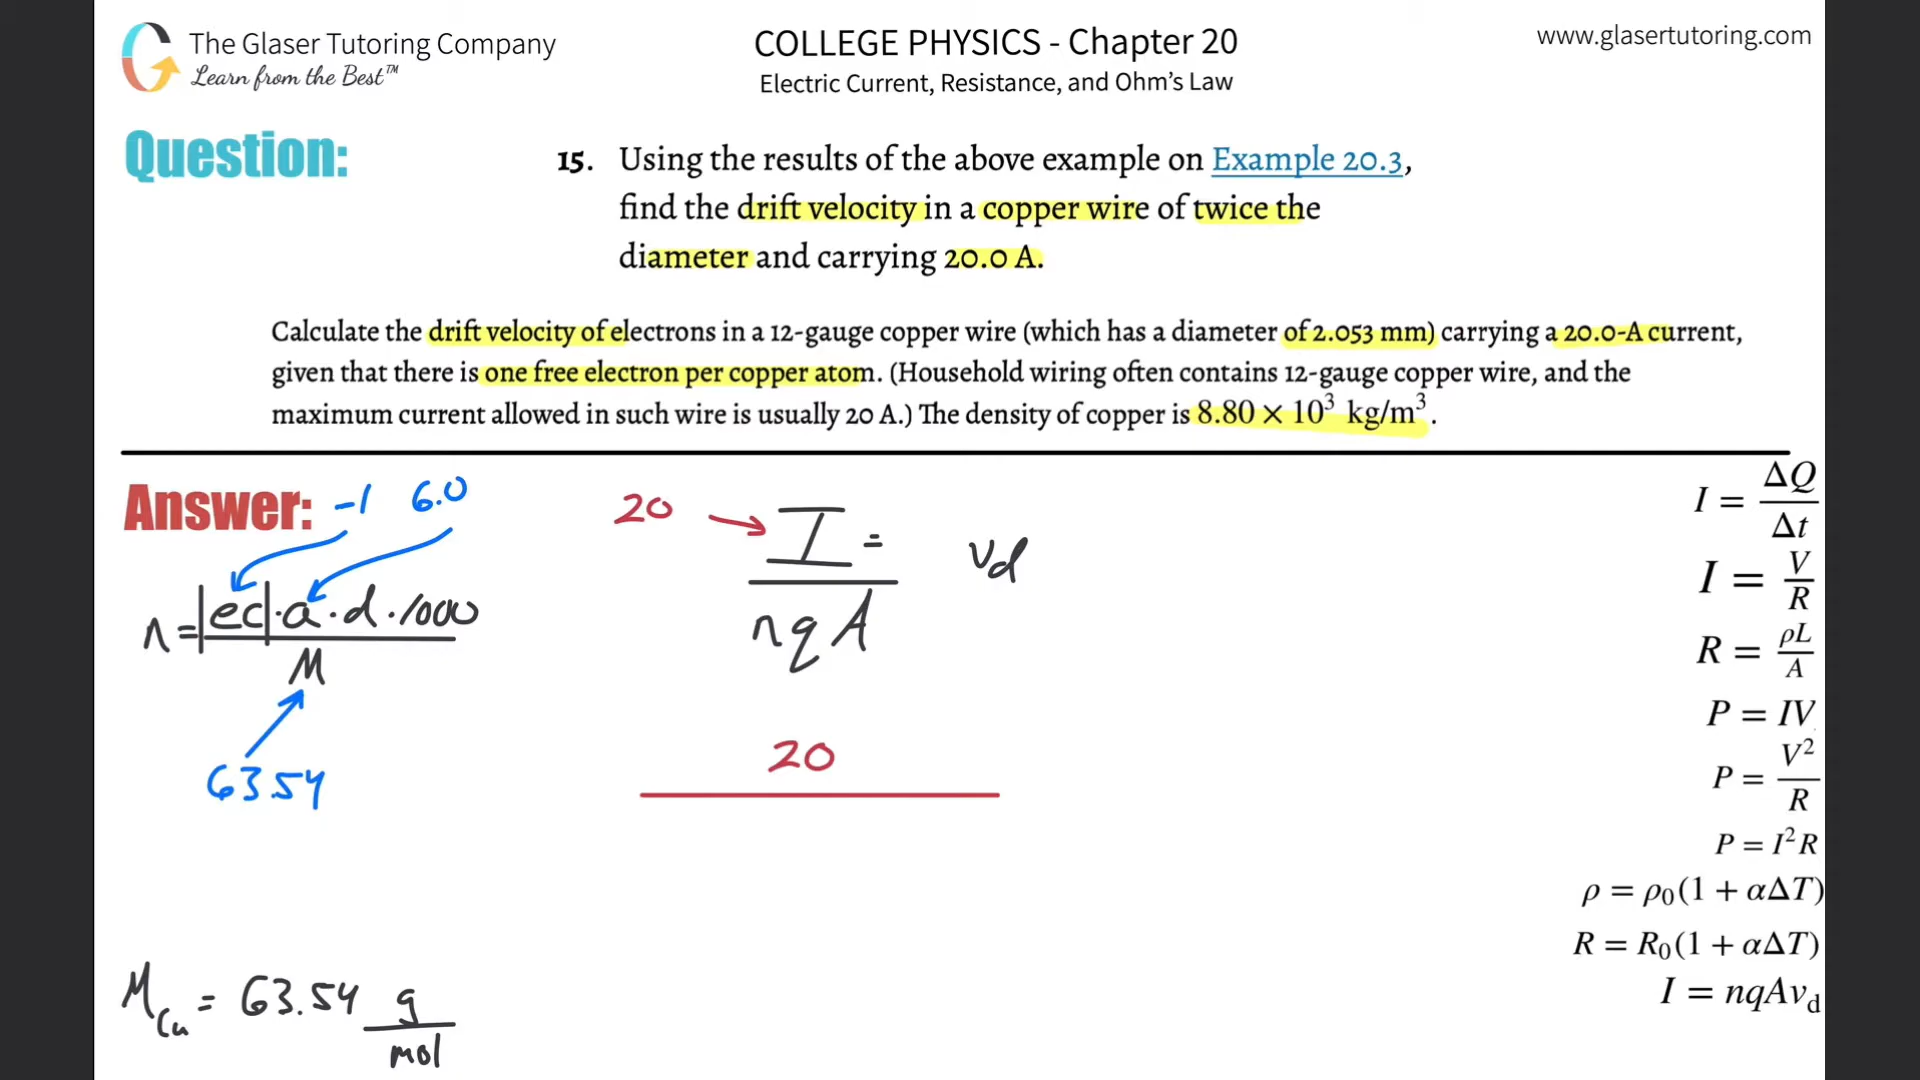 The Glaser Tutoring Company
Learn from the Best™
COLLEGE PHYSICS - Chapter 20
Electric Current, Resistance, and Ohm's Law
www.glasertutoring.com
Question:
15. Using the results of the above example on Example 20.3,
find the drift velocity in a copper wire of twice the
diameter and carrying 20.0 A.
Calculate the drift velocity of electrons in a 12-gauge copper wire (which has a diameter of 2.053 mm) carrying a 20.0-A current,
given that there is one free electron per copper atom. (Household wiring often contains 12-gauge copper wire, and the
maximum current allowed in such wire is usually 20 A.) The density of copper is 8.80 × 10³ kg/m³.
Answer:
-1 6.0
n = |ec|·a·d·1000
M
63.54
M_Cu = 63.54 g
mol
20
I = v_d
nqA
20
I = ΔQ/Δt
I = V/R
R = ρL/A
P = IV
P = V²/R
P = I²R
ρ = ρ₀(1 + αΔT)
R = R₀(1 + αΔT)
I = nqAv_d